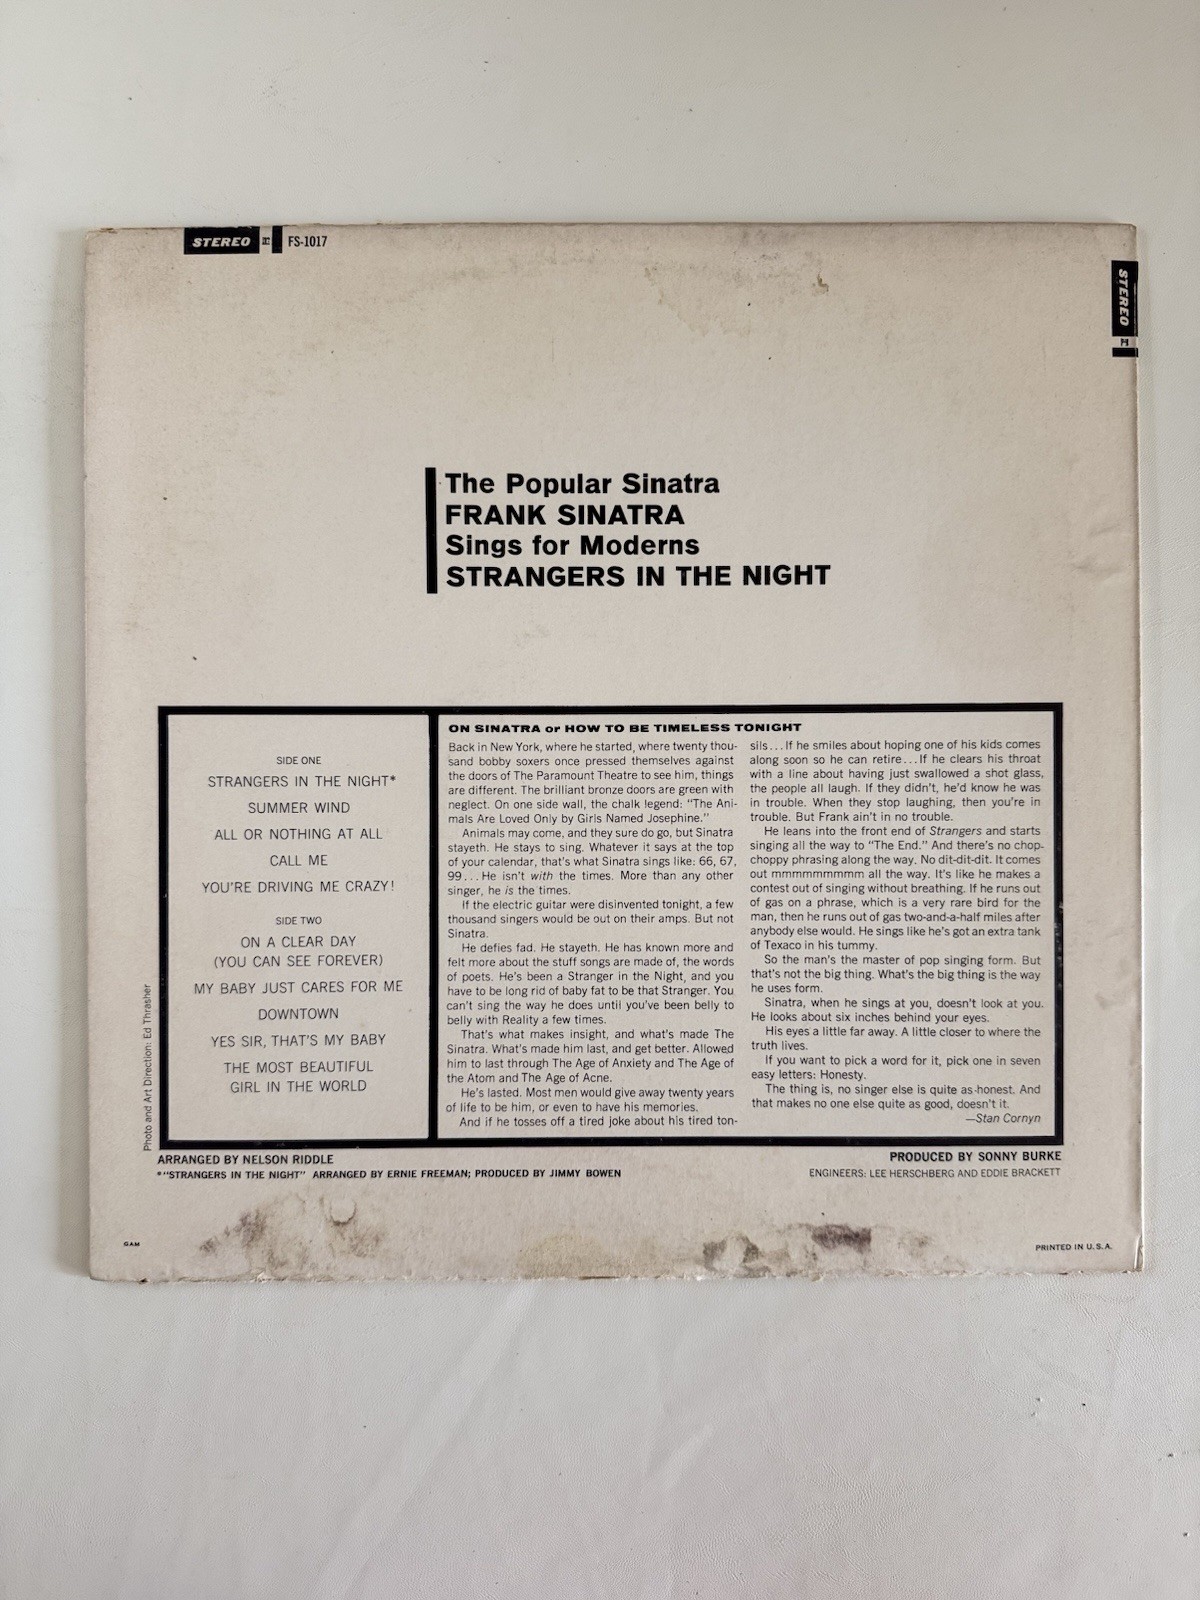 STEREO FS-1017
STEREO
The Popular Sinatra
FRANK SINATRA
Sings for Moderns
STRANGERS IN THE NIGHT
SIDE ONE
STRANGERS IN THE NIGHT*
SUMMER WIND
ALL OR NOTHING AT ALL
CALL ME
YOU'RE DRIVING ME CRAZY!
SIDE TWO
ON A CLEAR DAY
(YOU CAN SEE FOREVER)
MY BABY JUST CARES FOR ME
DOWNTOWN
YES SIR, THAT'S MY BABY
THE MOST BEAUTIFUL
GIRL IN THE WORLD
ON SINATRA or HOW TO BE TIMELESS TONIGHT
Back in New York, where he started, where twenty thou-
sand bobby soxers once pressed themselves against
the doors of The Paramount Theatre to see him, things
are different. The brilliant bronze doors are green with
neglect. On one side wall, the chalk legend: "The Ani-
mals Are Loved Only by Girls Named Josephine."
Animals may come, and they sure do go, but Sinatra
stayeth. He stays to sing. Whatever it says at the top
of your calendar, that's what Sinatra sings like: 66, 67,
99...He isn't with the times. More than any other
singer, he is the times.
If the electric guitar were disinvented tonight, a few
thousand singers would be out on their amps. But not
Sinatra.
He defies fad. He stayeth. He has known more and
felt more about the stuff songs are made of, the words
of poets. He's been a Stranger in the Night, and you
have to be long rid of baby fat to be that Stranger. You
can't sing the way he does until you've been belly to
belly with Reality a few times.
That's what makes insight, and what's made The
Sinatra. What's made him last, and get better. Allowed
him to last through The Age of Anxiety and The Age of
the Atom and The Age of Acne.
He's lasted. Most men would give away twenty years
of life to be him, or even to have his memories.
And if he tosses off a tired joke about his tired ton-
sils...If he smiles about hoping one of his kids comes
along soon so he can retire...If he clears his throat
with a line about having just swallowed a shot glass,
the people all laugh. If they didn't, he'd know he was
in trouble. When they stop laughing, then you're in
trouble. But Frank ain't in no trouble.
He leans into the front end of Strangers and starts
singing all the way to "The End." And there's no chop-
choppy phrasing along the way. No dit-dit-dit. It comes
out mmmmmmmmm all the way. It's like he makes a
contest out of singing without breathing. If he runs out
of gas on a phrase, which is a very rare bird for the
man, then he runs out of gas two-and-a-half miles after
anybody else would. He sings like he's got an extra tank
of Texaco in his tummy.
So the man's the master of pop singing form. But
that's not the big thing. What's the big thing is the way
he uses form.
Sinatra, when he sings at you, doesn't look at you.
He looks about six inches behind your eyes.
His eyes a little far away. A little closer to where the
truth lives.
If you want to pick a word for it, pick one in seven
easy letters: Honesty.
The thing is, no singer else is quite as honest. And
that makes no one else quite as good, doesn't it.
—Stan Cornyn
Photo and Art Direction: Ed Thrasher
ARRANGED BY NELSON RIDDLE
*"STRANGERS IN THE NIGHT" ARRANGED BY ERNIE FREEMAN; PRODUCED BY JIMMY BOWEN
PRODUCED BY SONNY BURKE
ENGINEERS: LEE HERSCHBERG AND EDDIE BRACKETT
GAM
PRINTED IN U.S.A.